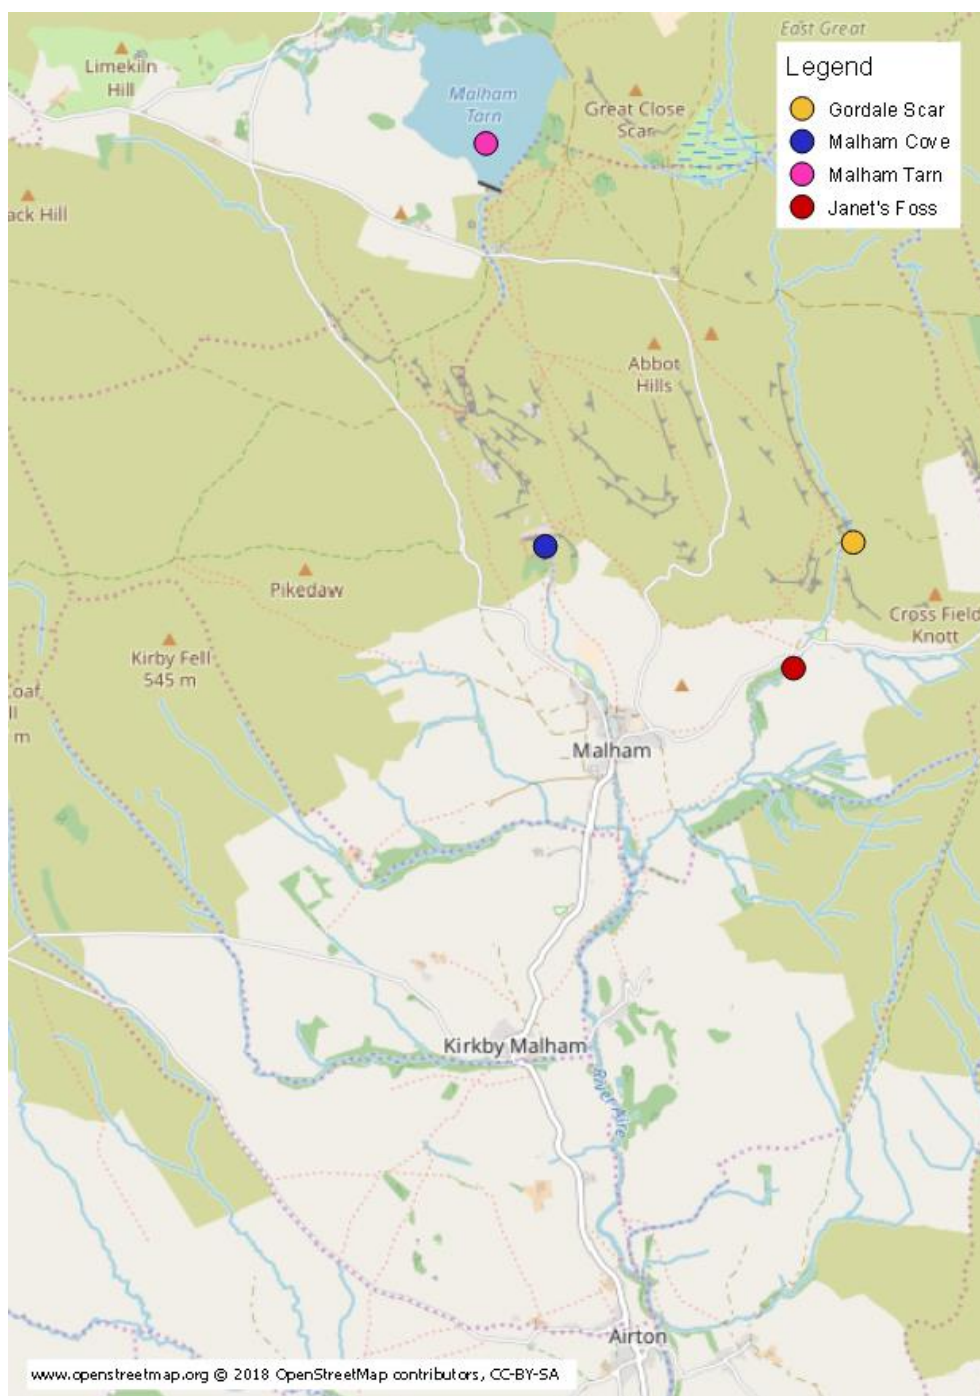 East Great
Legend
Gordale Scar
Malham Cove
Malham Tarn
Janet's Foss
Limekiln
Hill
Malham
Tarn
Great Close
Scar
ack Hill
Abbot
Hills
Pikedaw
Cross Field
Knott
Kirby Fell
545 m
oaf
ll
m
Malham
Kirkby Malham
River Aire
Airton
www.openstreetmap.org © 2018 OpenStreetMap contributors, CC-BY-SA